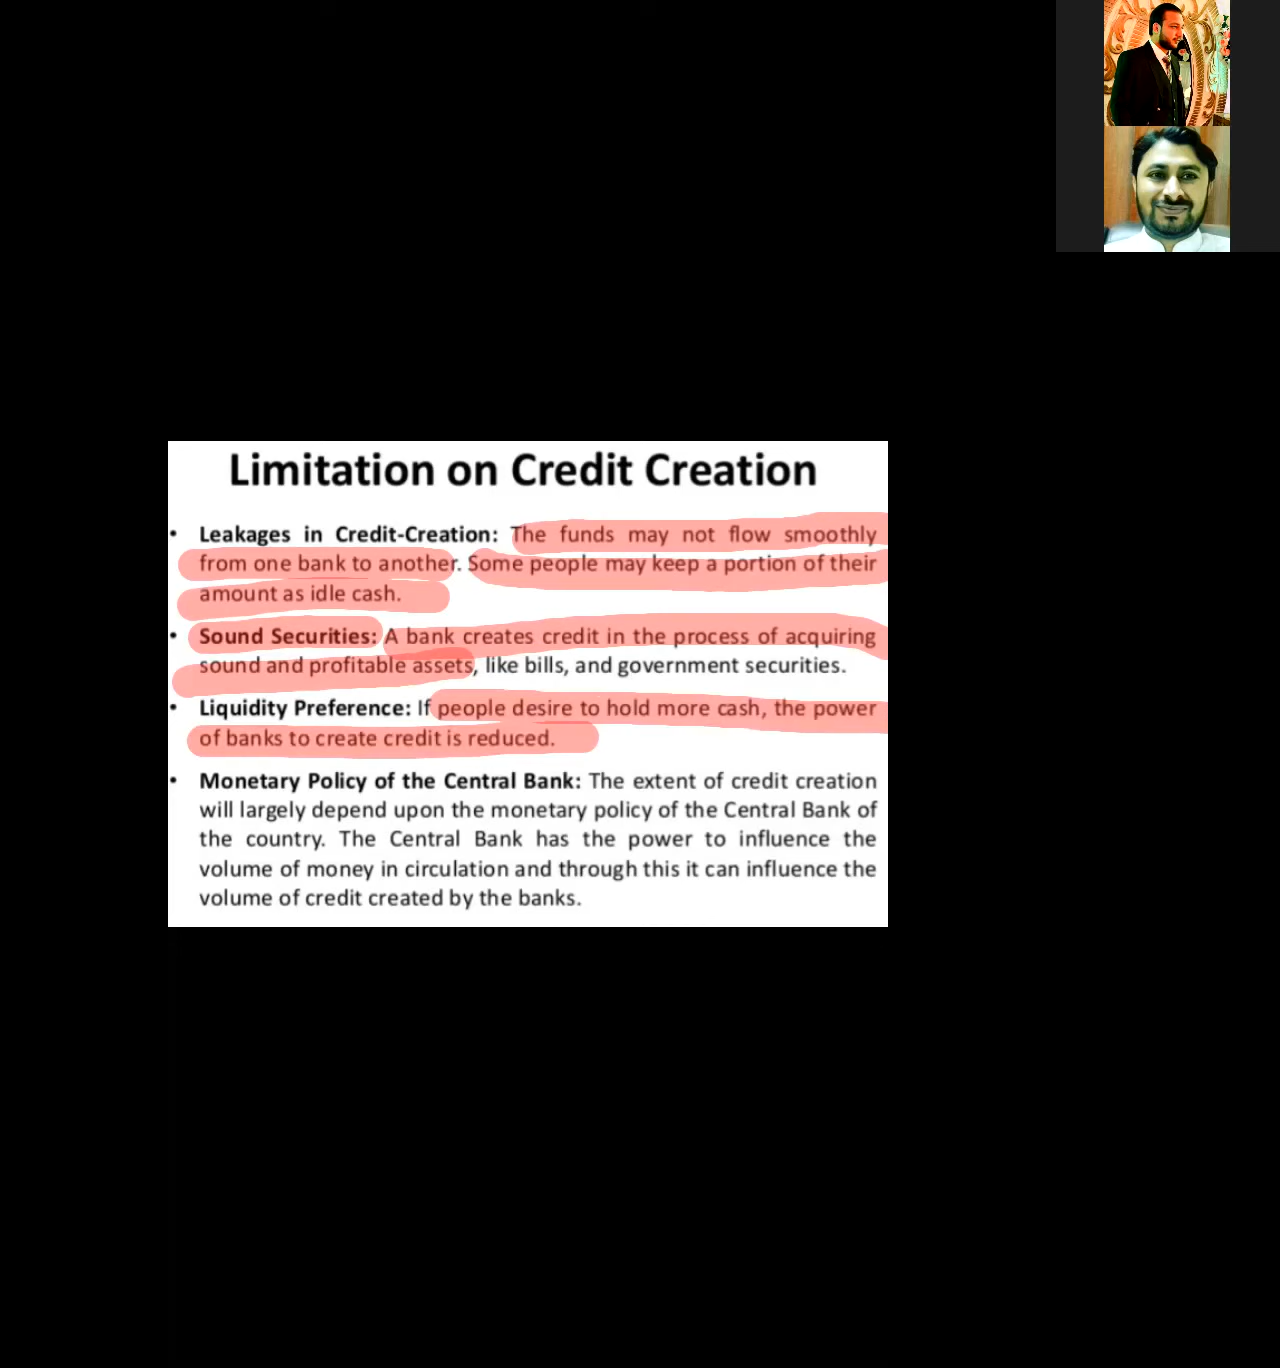 Limitation on Credit Creation
• Leakages in Credit-Creation: The funds may not flow smoothly
from one bank to another. Some people may keep a portion of their
amount as idle cash.
• Sound Securities: A bank creates credit in the process of acquiring
sound and profitable assets, like bills, and government securities.
• Liquidity Preference: If people desire to hold more cash, the power
of banks to create credit is reduced.
• Monetary Policy of the Central Bank: The extent of credit creation
will largely depend upon the monetary policy of the Central Bank of
the country. The Central Bank has the power to influence the
volume of money in circulation and through this it can influence the
volume of credit created by the banks.